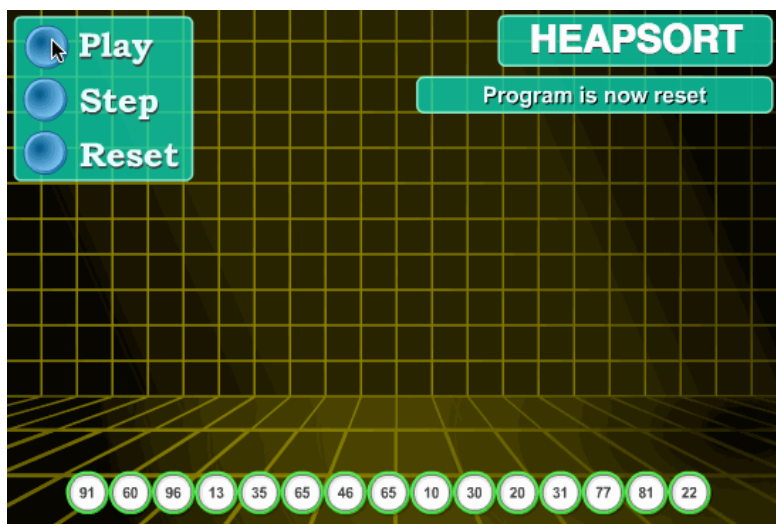 Play
Step
Reset
HEAPSORT
Program is now reset
91 60 96 13 35 65 46 65 10 30 20 31 77 81 22